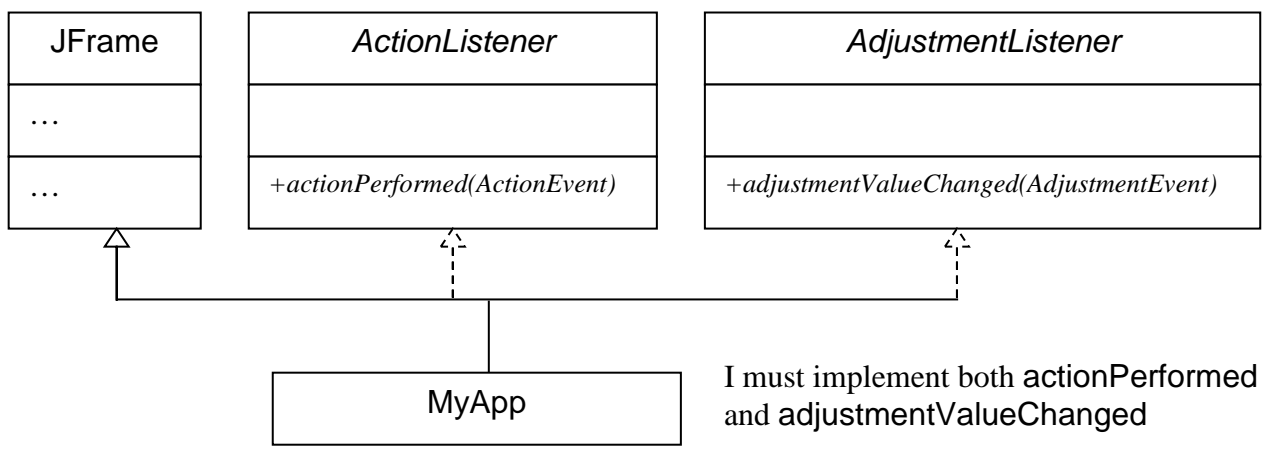 JFrame
ActionListener
AdjustmentListener
…
…
+actionPerformed(ActionEvent)
+adjustmentValueChanged(AdjustmentEvent)
MyApp
I must implement both actionPerformed
and adjustmentValueChanged